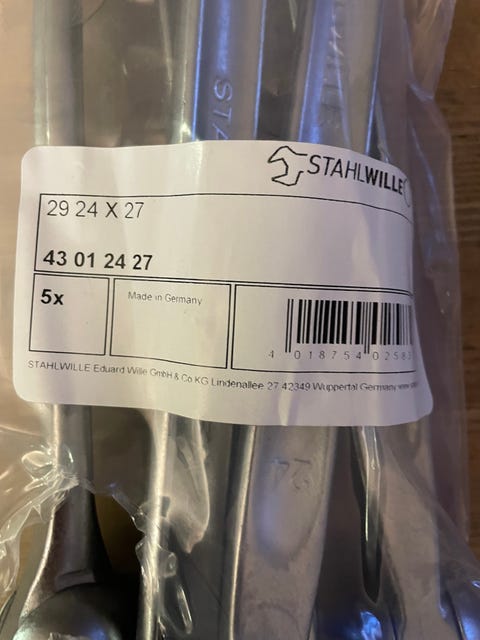 STAHLWILLE
29 24 X 27
43 01 24 27
5x
Made in Germany
4 018754 0258
STAHLWILLE Eduard Wille GmbH & Co KG Lindenallee 27 42349 Wuppertal Germany
24